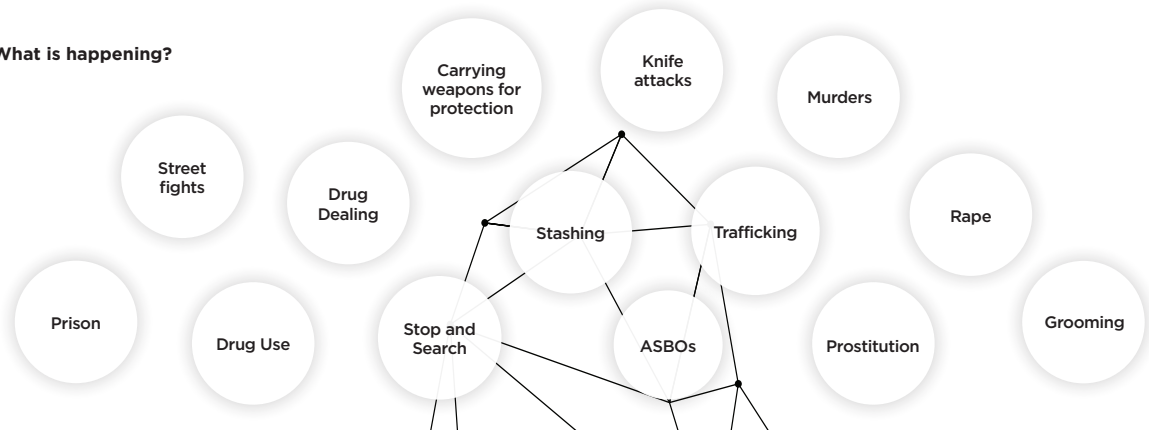 What is happening?
Carrying
weapons for
protection
Knife
attacks
Murders
Street
fights
Drug
Dealing
Stashing
Trafficking
Rape
Prison
Drug Use
Stop and
Search
ASBOs
Prostitution
Grooming